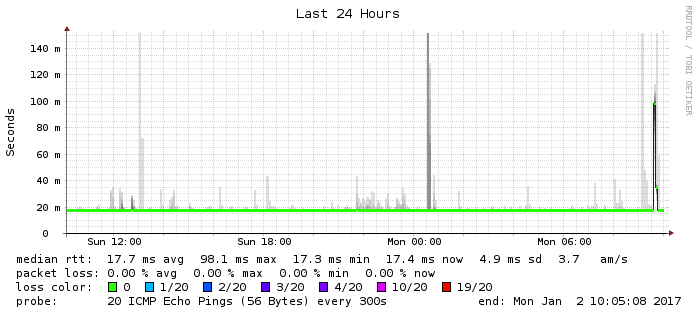 Last 24 Hours
RRDTOOL / TOBI OETIKER
Seconds
140 m
120 m
100 m
80 m
60 m
40 m
20 m
0
Sun 12:00 Sun 18:00 Mon 00:00 Mon 06:00
median rtt: 17.7 ms avg 98.1 ms max 17.3 ms min 17.4 ms now 4.9 ms sd 3.7 am/s
packet loss: 0.00 % avg 0.00 % max 0.00 % min 0.00 % now
loss color: 0 1/20 2/20 3/20 4/20 10/20 19/20
probe: 20 ICMP Echo Pings (56 Bytes) every 300s end: Mon Jan 2 10:05:08 2017